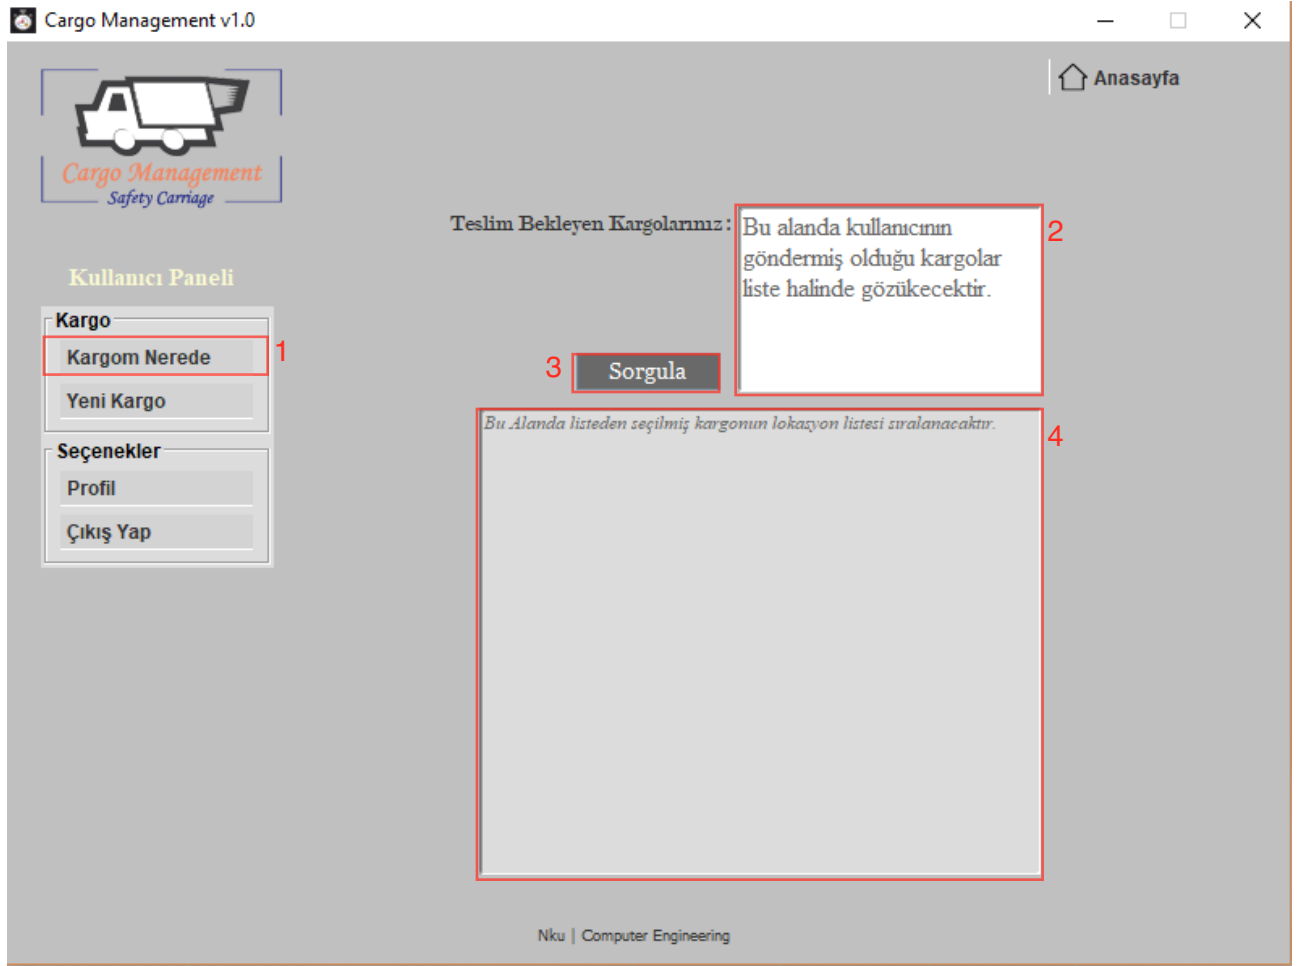 Cargo Management v1.0
Anasayfa
Cargo Management
Safety Carriage
Teslim Bekleyen Kargolarınız :
Bu alanda kullanıcının
göndermiş olduğu kargolar
liste halinde gözükecektir.
2
Kullanıcı Paneli
Kargo
Kargom Nerede
1
Yeni Kargo
3
Sorgula
Seçenekler
Profil
Çıkış Yap
Bu Alanda listeden seçilmiş kargonun lokasyon listesi sıralanacaktır.
4
Nku | Computer Engineering